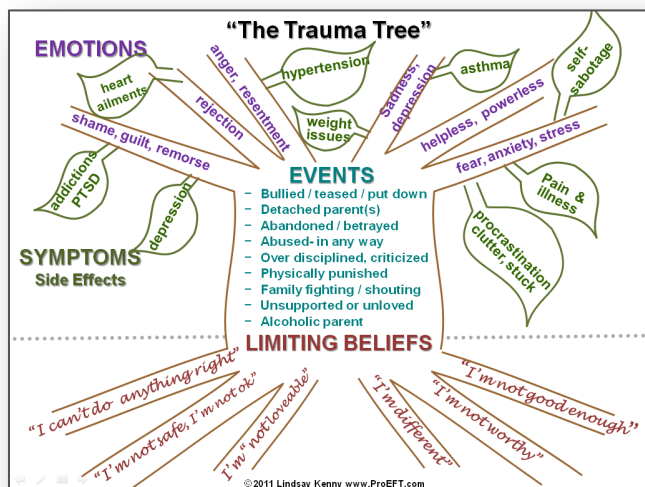 “The Trauma Tree”
EMOTIONS
heart
ailments
rejection
anger, resentment
hypertension
weight
issues
Sadness,
depression
asthma
self-
sabotage
helpless, powerless
fear, anxiety, stress
shame, guilt, remorse
addictions
PTSD
depression
Pain &
illness
procrastination
clutter, stuck
SYMPTOMS
Side Effects
EVENTS
– Bullied / teased / put down
– Detached parent(s)
– Abandoned / betrayed
– Abused- in any way
– Over disciplined, criticized
– Physically punished
– Family fighting / shouting
– Unsupported or unloved
– Alcoholic parent
LIMITING BELIEFS
“I can’t do anything right”
“I’m not safe, I’m not ok”
I’m “not loveable”
“I’m different”
“I’m not worthy”
“I’m not good enough”
©2011 Lindsay Kenny www.ProEFT.com